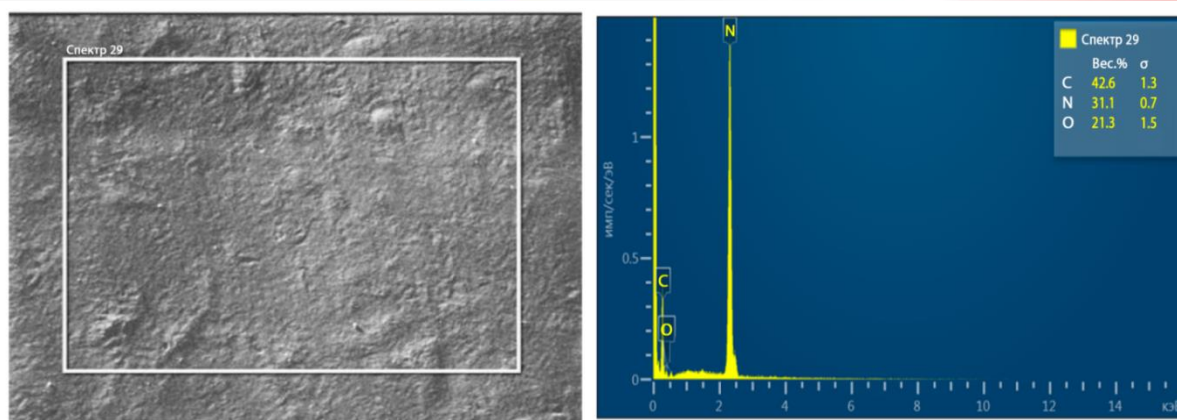 Спектр 29
N
C
O
Спектр 29
Вес.% σ
C 42.6 1.3
N 31.1 0.7
O 21.3 1.5
имп/сек/эВ
1
0.5
0
0 2 4 6 8 10 12 14 кэ